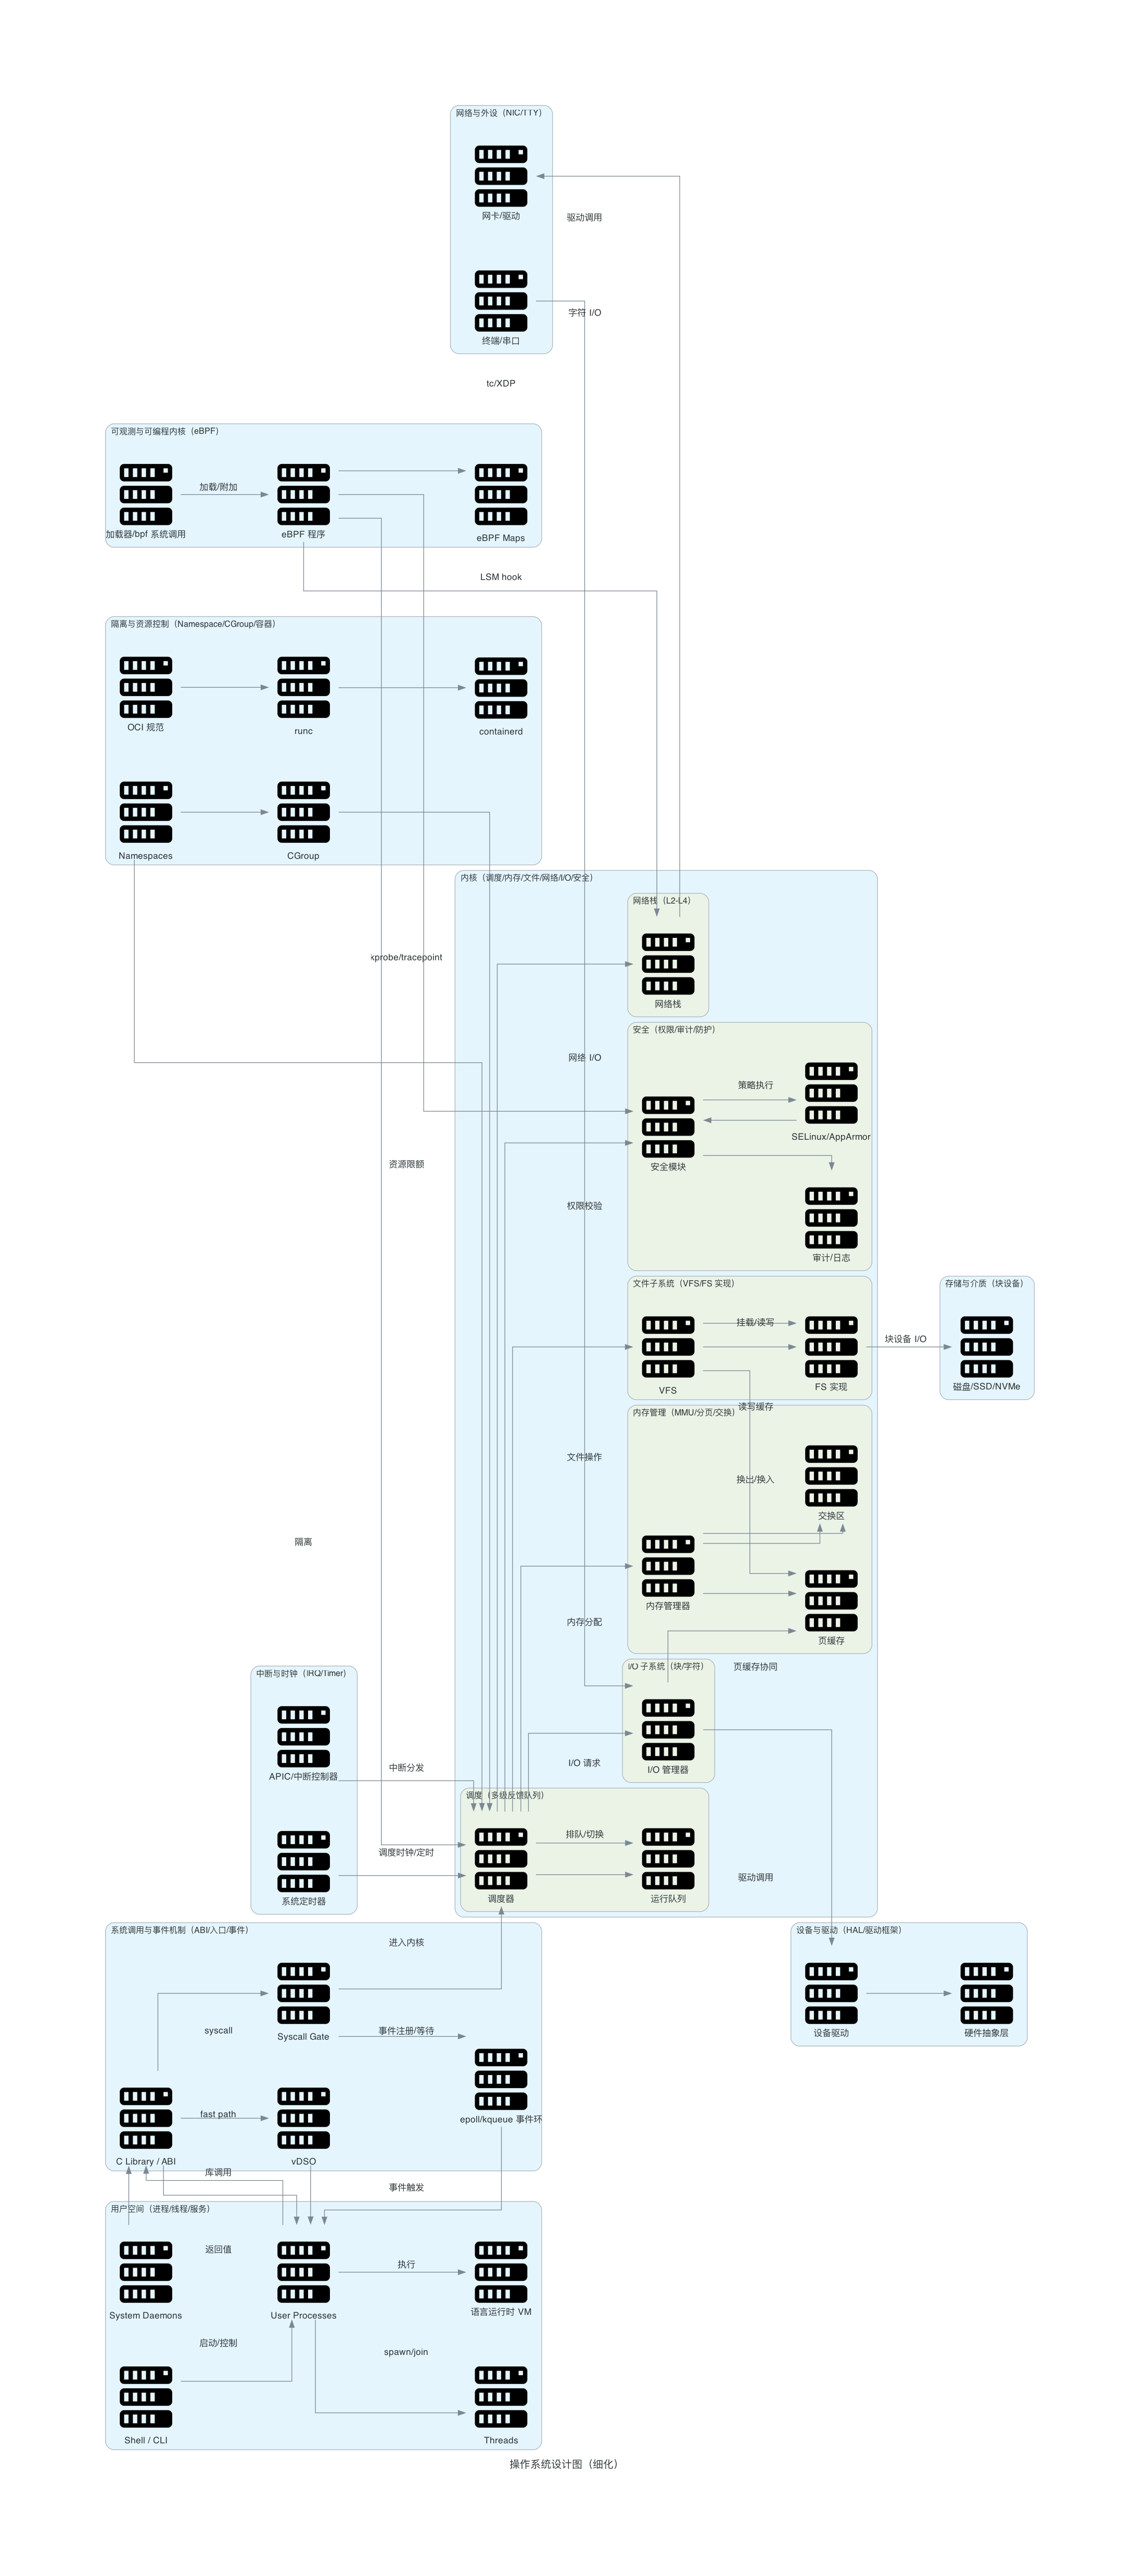 网络与外设（NIC/TTY）
网卡/驱动
驱动调用
字符 I/O
终端/串口
tc/XDP
可观测与可编程内核（eBPF）
加载/附加
加载器/bpf 系统调用
eBPF 程序
eBPF Maps
LSM hook
隔离与资源控制（Namespace/CGroup/容器）
OCI 规范
runc
containerd
Namespaces
CGroup
内核（调度/内存/文件/网络/I/O/安全）
网络栈（L2-L4）
kprobe/tracepoint
网络栈
安全（权限/审计/防护）
网络 I/O
策略执行
SELinux/AppArmor
资源限额
安全模块
权限校验
审计/日志
文件子系统（VFS/FS 实现）
存储与介质（块设备）
挂载/读写
块设备 I/O
VFS
FS 实现
磁盘/SSD/NVMe
读写缓存
内存管理（MMU/分页/交换）
文件操作
换出/换入
交换区
隔离
内存管理器
内存分配
页缓存
I/O 子系统（块/字符）
页缓存协同
中断与时钟（IRQ/Timer）
I/O 请求
I/O 管理器
中断分发
APIC/中断控制器
调度（多级反馈队列）
排队/切换
调度时钟/定时
驱动调用
系统定时器
调度器
运行队列
系统调用与事件机制（ABI/入口/事件）
设备与驱动（HAL/驱动框架）
进入内核
syscall
Syscall Gate
事件注册/等待
设备驱动
硬件抽象层
fast path
epoll/kqueue 事件环
C Library / ABI
vDSO
库调用
事件触发
用户空间（进程/线程/服务）
返回值
执行
System Daemons
User Processes
语言运行时 VM
启动/控制
spawn/join
Shell / CLI
Threads
操作系统设计图（细化）